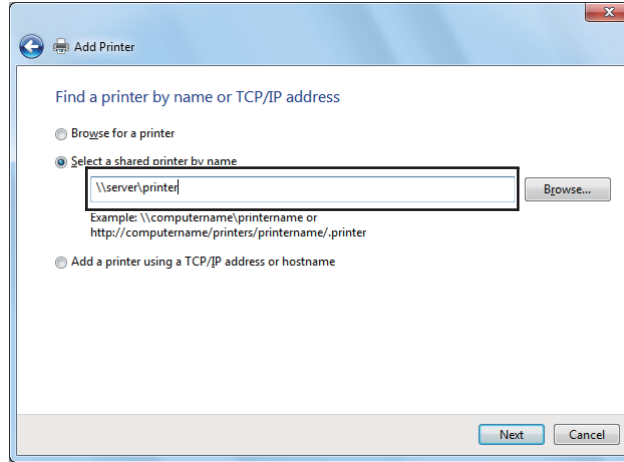 Add Printer
Find a printer by name or TCP/IP address
Browse for a printer
Select a shared printer by name
\\server\printer
Browse...
Example: \\computername\printername or
http://computername/printers/printername/.printer
Add a printer using a TCP/IP address or hostname
Next
Cancel